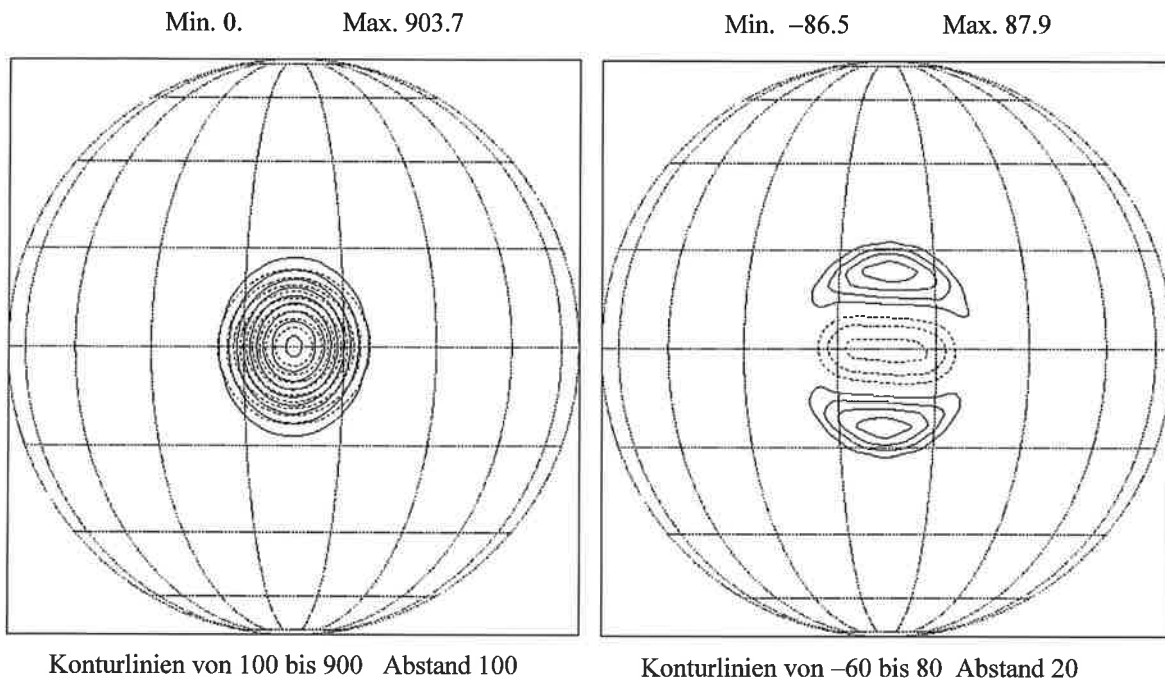 Min. 0. Max. 903.7
Min. –86.5 Max. 87.9
Konturlinien von 100 bis 900 Abstand 100
Konturlinien von –60 bis 80 Abstand 20